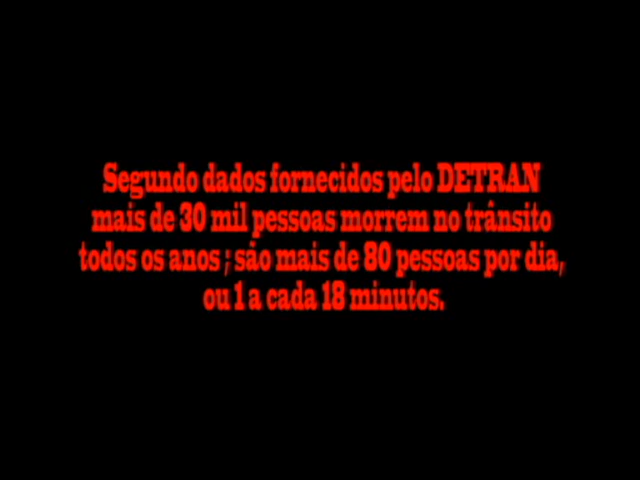 Segundo dados fornecidos pelo DETRAN
mais de 30 mil pessoas morrem no trânsito
todos os anos ; são mais de 80 pessoas por dia,
ou 1 a cada 18 minutos.